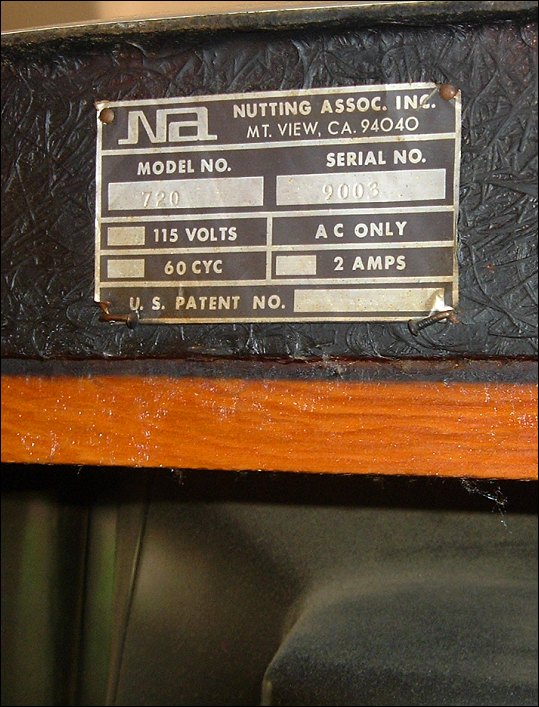 Na NUTTING ASSOC. INC.
MT. VIEW, CA. 94040
MODEL NO. SERIAL NO.
720 9003
115 VOLTS AC ONLY
60 CYC 2 AMPS
U. S. PATENT NO.